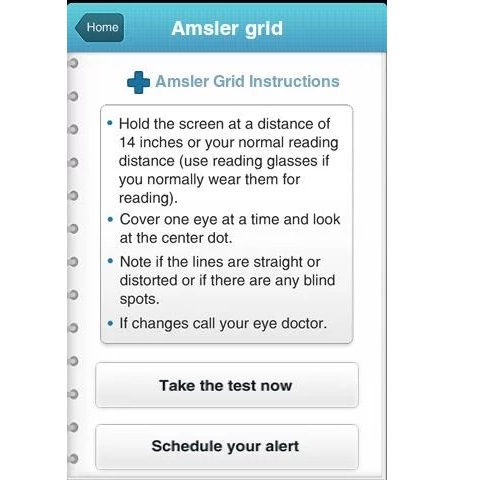 Home
Amsler grid
Amsler Grid Instructions
• Hold the screen at a distance of
14 inches or your normal reading
distance (use reading glasses if
you normally wear them for
reading).
• Cover one eye at a time and look
at the center dot.
• Note if the lines are straight or
distorted or if there are any blind
spots.
• If changes call your eye doctor.
Take the test now
Schedule your alert